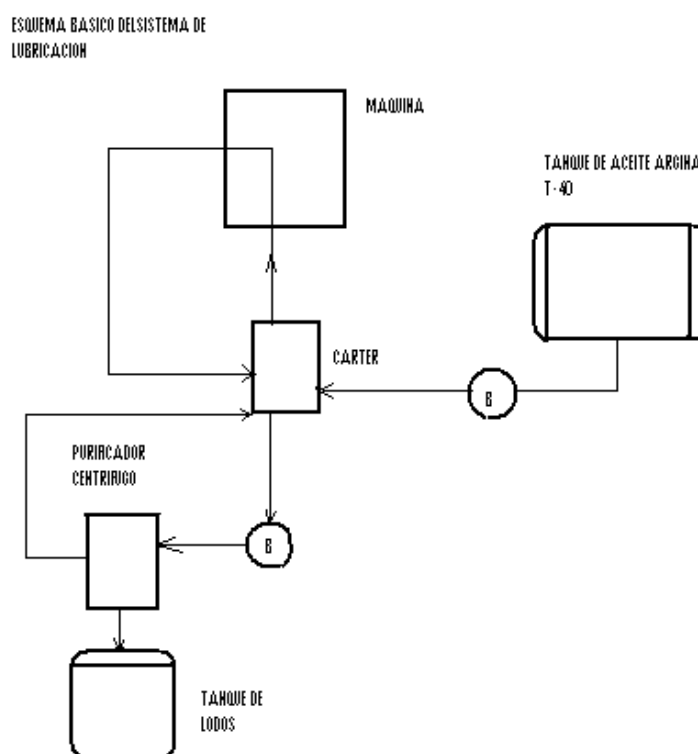 ESQUEMA BASICO DELSISTEMA DE
LUBRICACION
MAQUINA
TANQUE DE ACEITE ARGINA
T-40
CARTER
B
PURIFICADOR
CENTRIFUGO
B
TANQUE DE
LODOS